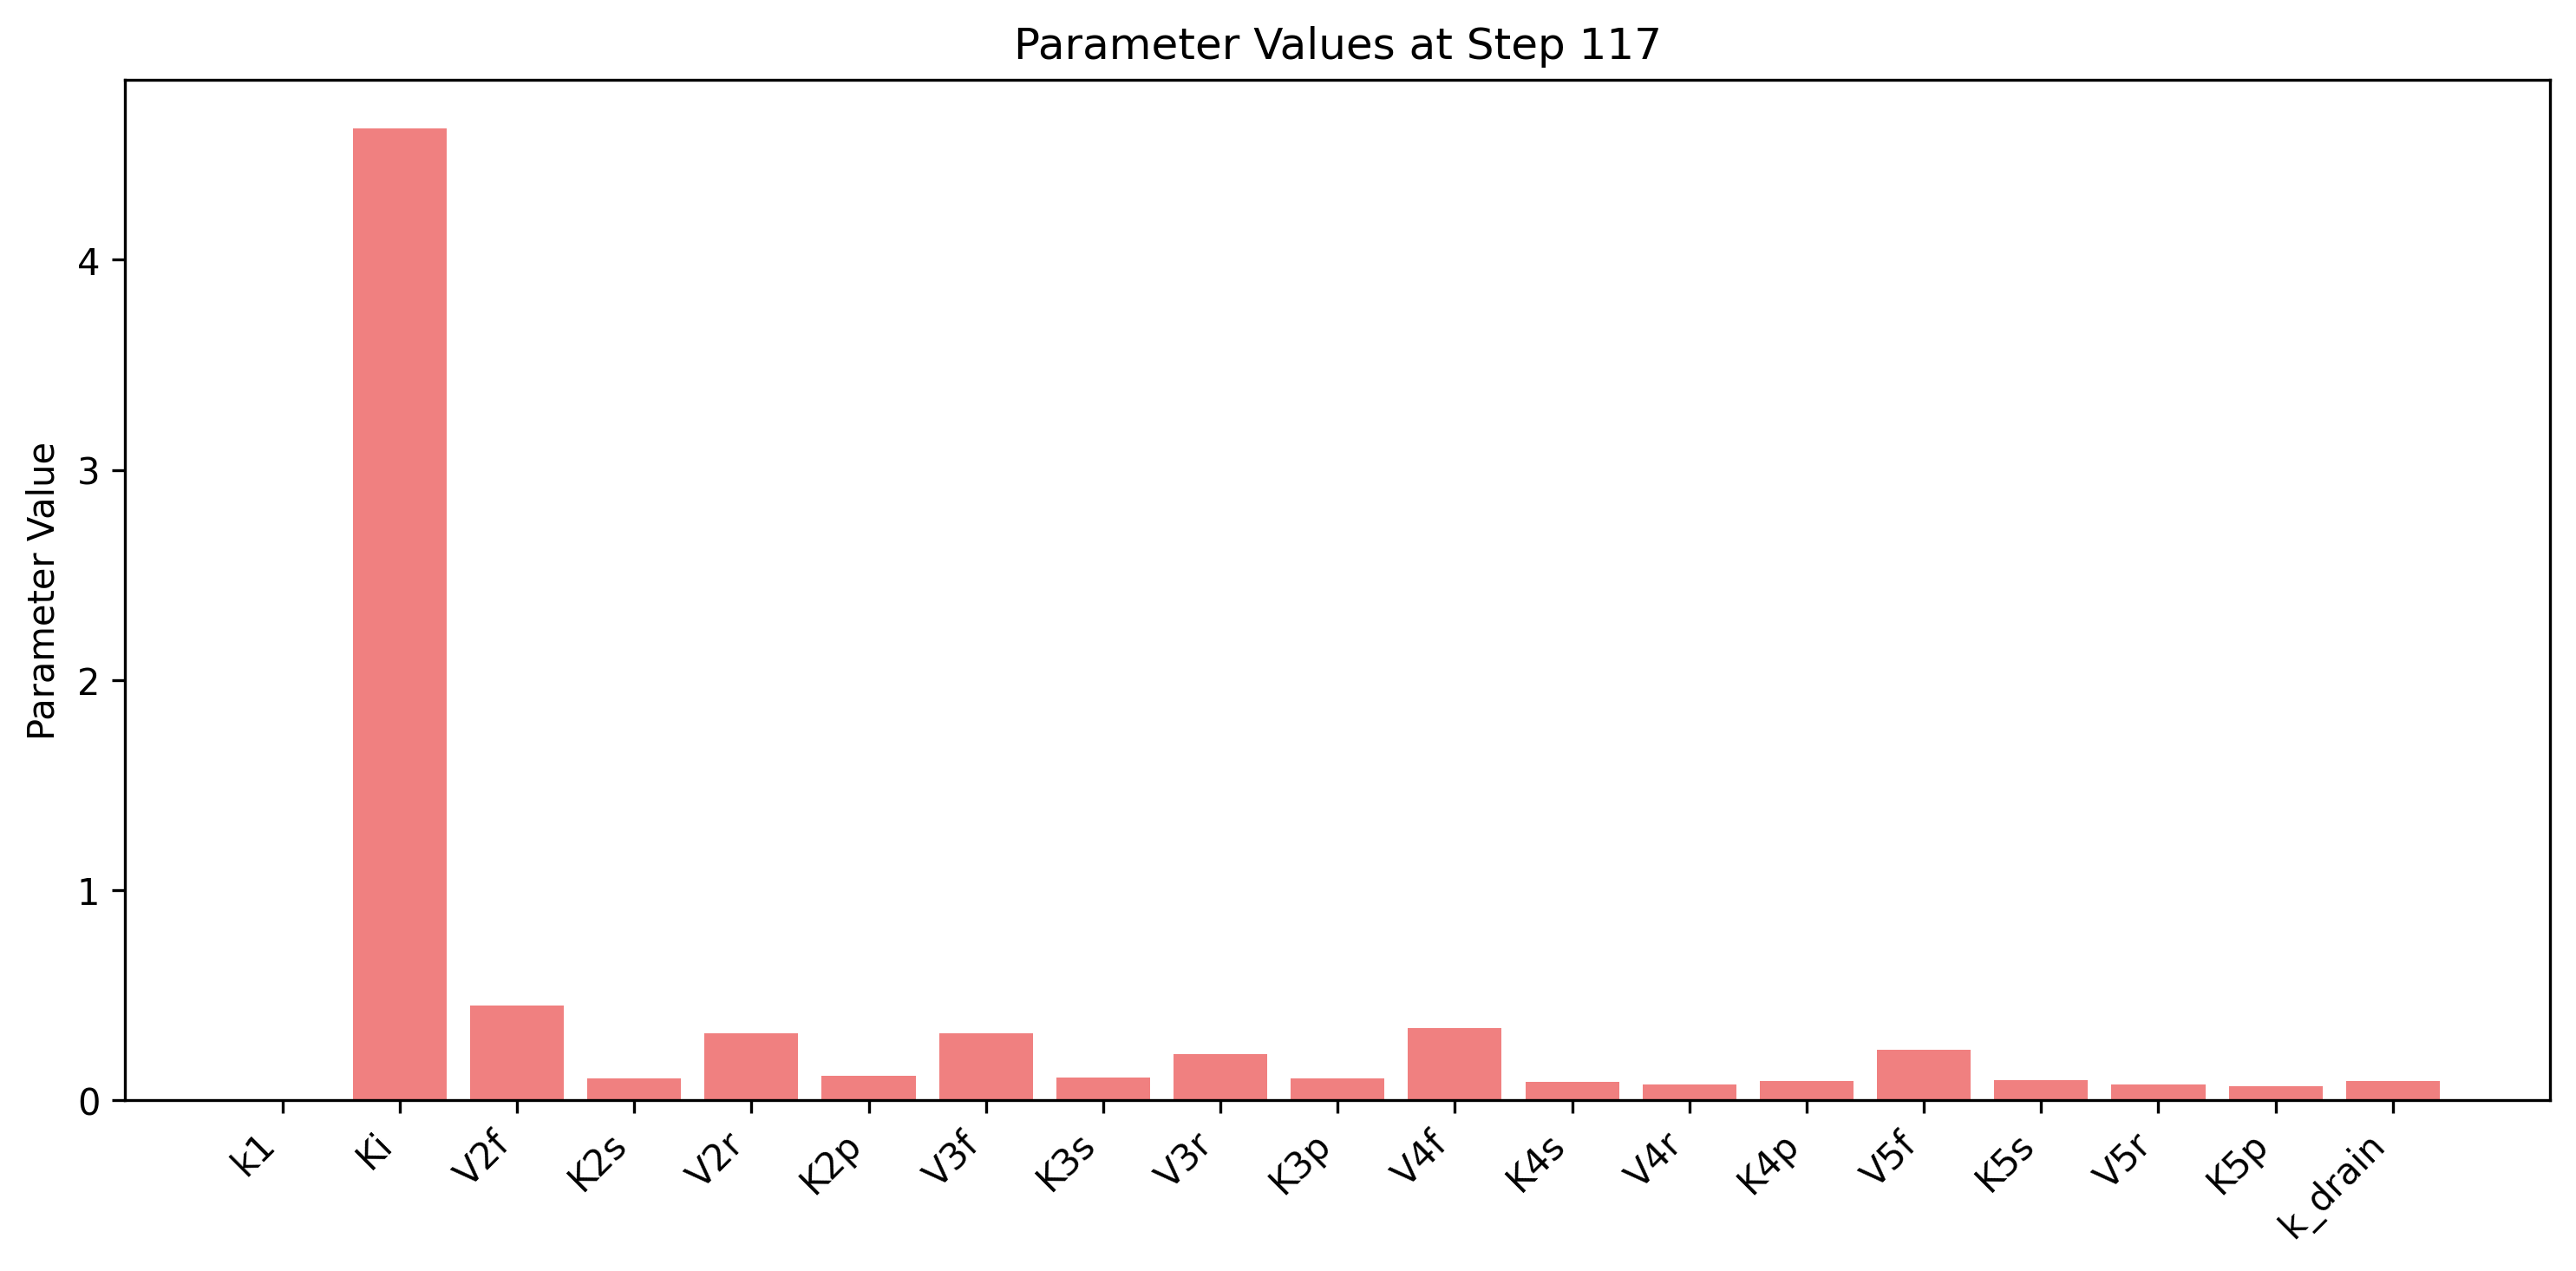 Parameter Values at Step 117
Parameter Value
4
3
2
1
0
k1
Ki
V2f
K2s
V2r
K2p
V3f
K3s
V3r
K3p
V4f
K4s
V4r
K4p
V5f
K5s
V5r
K5p
k_drain